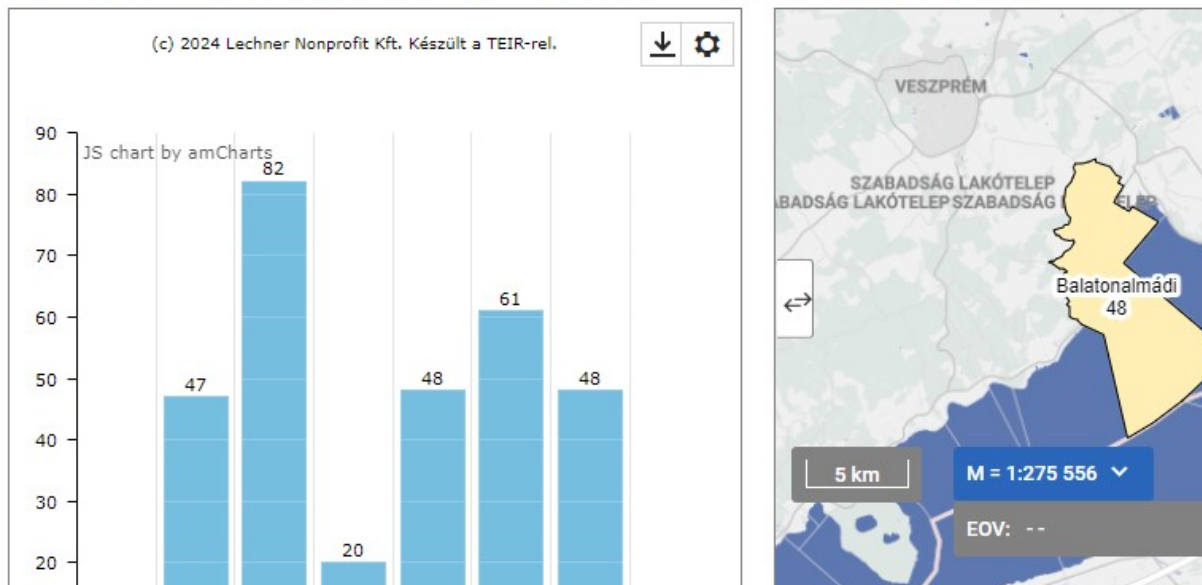 (c) 2024 Lechner Nonprofit Kft. Készült a TEIR-rel.
90
JS chart by amCharts
82
80
70
61
60
50
47
48
48
40
30
20
20
VESZPRÉM
SZABADSÁG LAKÓTELEP
ABADSÁG LAKÓTELEP SZABADSÁG
TELEP
Balatonalmádi
48
5 km
M = 1:275 556
EOV: --